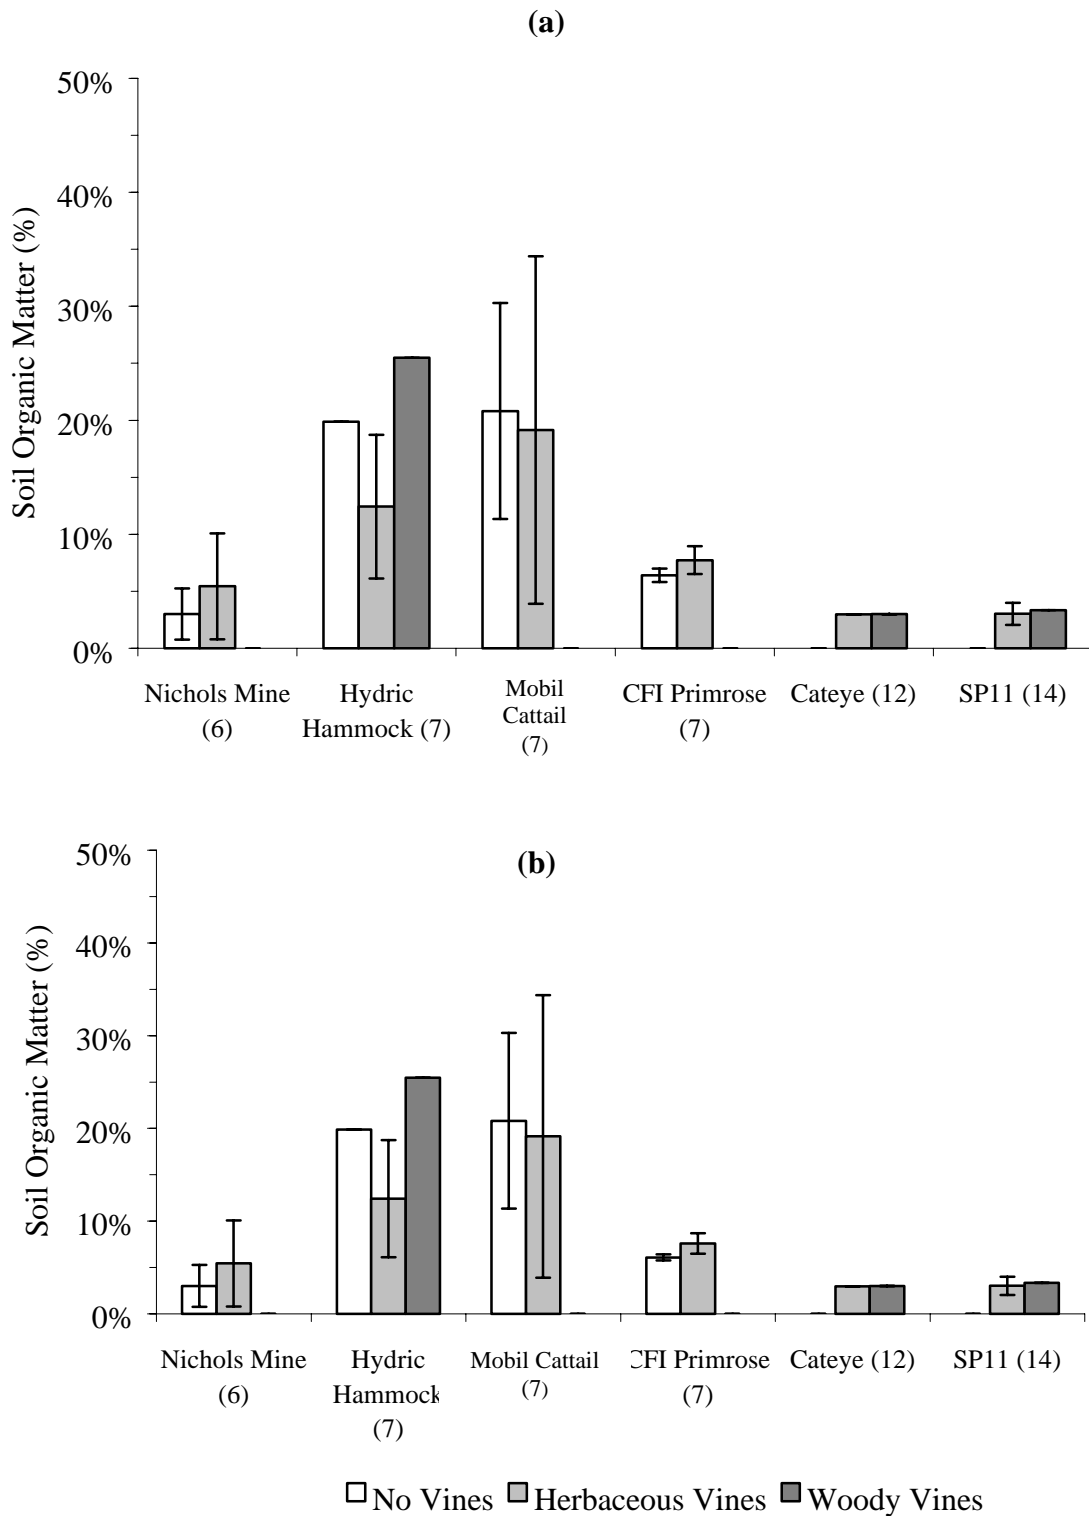 (a)
50%
40%
30%
20%
10%
0%
Soil Organic Matter (%)
Nichols Mine
(6)
Hydric
Hammock (7)
Mobil
Cattail
(7)
CFI Primrose
(7)
Cateye (12)
SP11 (14)
(b)
50%
40%
30%
20%
10%
0%
Soil Organic Matter (%)
Nichols Mine
(6)
Hydric
Hammock
(7)
Mobil Cattail
(7)
CFI Primrose
(7)
Cateye (12)
SP11 (14)
No Vines Herbaceous Vines Woody Vines